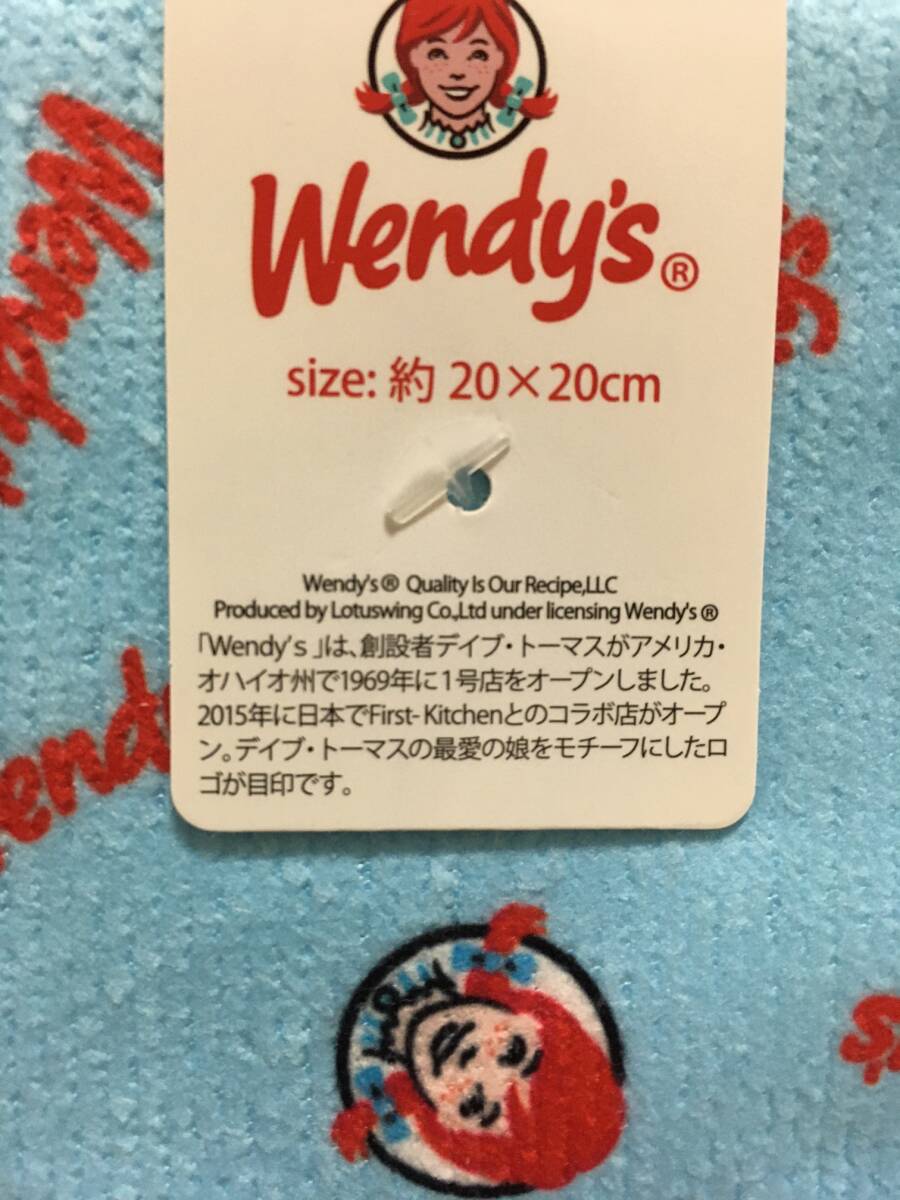 Wendy's®
size: 約 20×20cm
Wendy's® Quality Is Our Recipe,LLC
Produced by Lotuswing Co.,Ltd under licensing Wendy's®
「Wendy's」は、創設者デイブ・トーマスがアメリカ・
オハイオ州で1969年に1号店をオープンしました。
2015年に日本でFirst-Kitchenとのコラボ店がオープ
ン。デイブ・トーマスの最愛の娘をモチーフにしたロ
ゴが目印です。
Wendy's
ys
endy
s